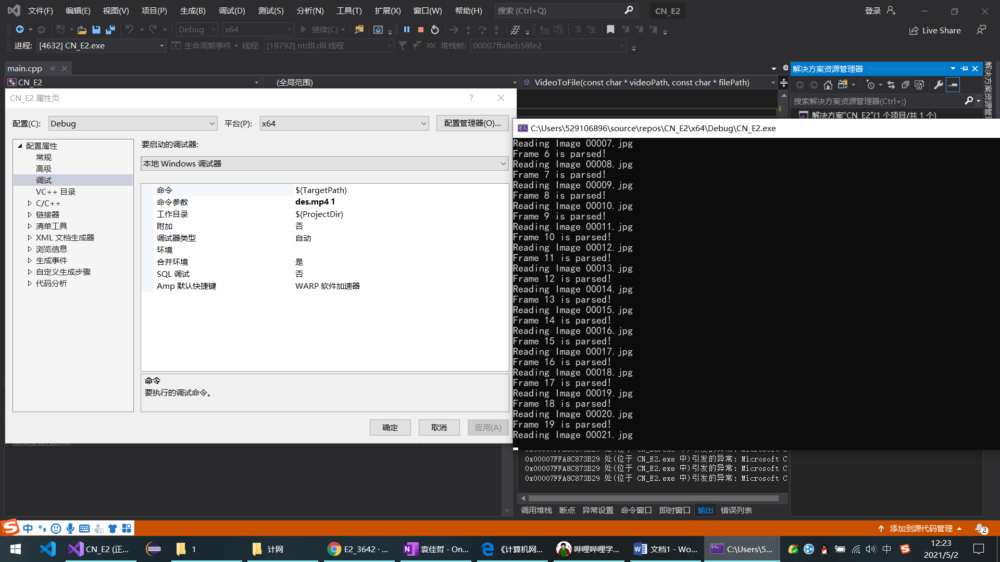 文件(F) 编辑(E) 视图(V) 项目(P) 生成(B) 调试(D) 测试(S) 分析(N) 工具(T) 扩展(X) 窗口(W) 帮助(H) 搜索 (Ctrl+Q) CN_E2 登录
Debug x64 继续(C) Live Share
进程: [4632] CN_E2.exe 生命周期事件 线程: [18792] ntdll.dll 线程 堆栈帧: 00007ffa8eb58fe2
main.cpp
CN_E2 (全局范围) VideoToFile(const char * videoPath, const char * filePath)
解决方案资源管理器
搜索解决方案资源管理器(Ctrl+;)
解决方案"CN_E2"(1 个项目/共 1 个)
解决方案资源管
CN_E2 属性页 ?
配置(C): Debug 平台(P): x64 配置管理器(O)...
配置属性
常规
高级
调试
VC++ 目录
C/C++
链接器
清单工具
XML 文档生成器
浏览信息
生成事件
自定义生成步骤
代码分析
要启动的调试器:
本地 Windows 调试器
命令 $(TargetPath)
命令参数 des.mp4 1
工作目录 $(ProjectDir)
附加 否
调试器类型 自动
环境
合并环境 是
SQL 调试 否
Amp 默认快捷键 WARP 软件加速器
命令
要执行的调试命令。
确定 取消 应用(A)
C:\Users\529106896\source\repos\CN_E2\x64\Debug\CN_E2.exe
Reading Image 00007.jpg
Frame 6 is parsed!
Reading Image 00008.jpg
Frame 7 is parsed!
Reading Image 00009.jpg
Frame 8 is parsed!
Reading Image 00010.jpg
Frame 9 is parsed!
Reading Image 00011.jpg
Frame 10 is parsed!
Reading Image 00012.jpg
Frame 11 is parsed!
Reading Image 00013.jpg
Frame 12 is parsed!
Reading Image 00014.jpg
Frame 13 is parsed!
Reading Image 00015.jpg
Frame 14 is parsed!
Reading Image 00016.jpg
Frame 15 is parsed!
Reading Image 00017.jpg
Frame 16 is parsed!
Reading Image 00018.jpg
Frame 17 is parsed!
Reading Image 00019.jpg
Frame 18 is parsed!
Reading Image 00020.jpg
Frame 19 is parsed!
Reading Image 00021.jpg
0x00007FFA8C873B29 处(位于 CN_E2.exe 中)引发的异常: Microsoft C
0x00007FFA8C873B29 处(位于 CN_E2.exe 中)引发的异常: Microsoft C
0x00007FFA8C873B29 处(位于 CN_E2.exe 中)引发的异常: Microsoft C
调用堆栈 断点 异常设置 命令窗口 即时窗口 输出 错误列表
中 添加到源代码管理 2
CN_E2 (正... 1 计网 E2_3642 · ... 袁佳哲 - On... 《计算机网... 哔哩哔哩学... 文档1 - Wo... C:\Users\5... 中
12:23
2021/5/2